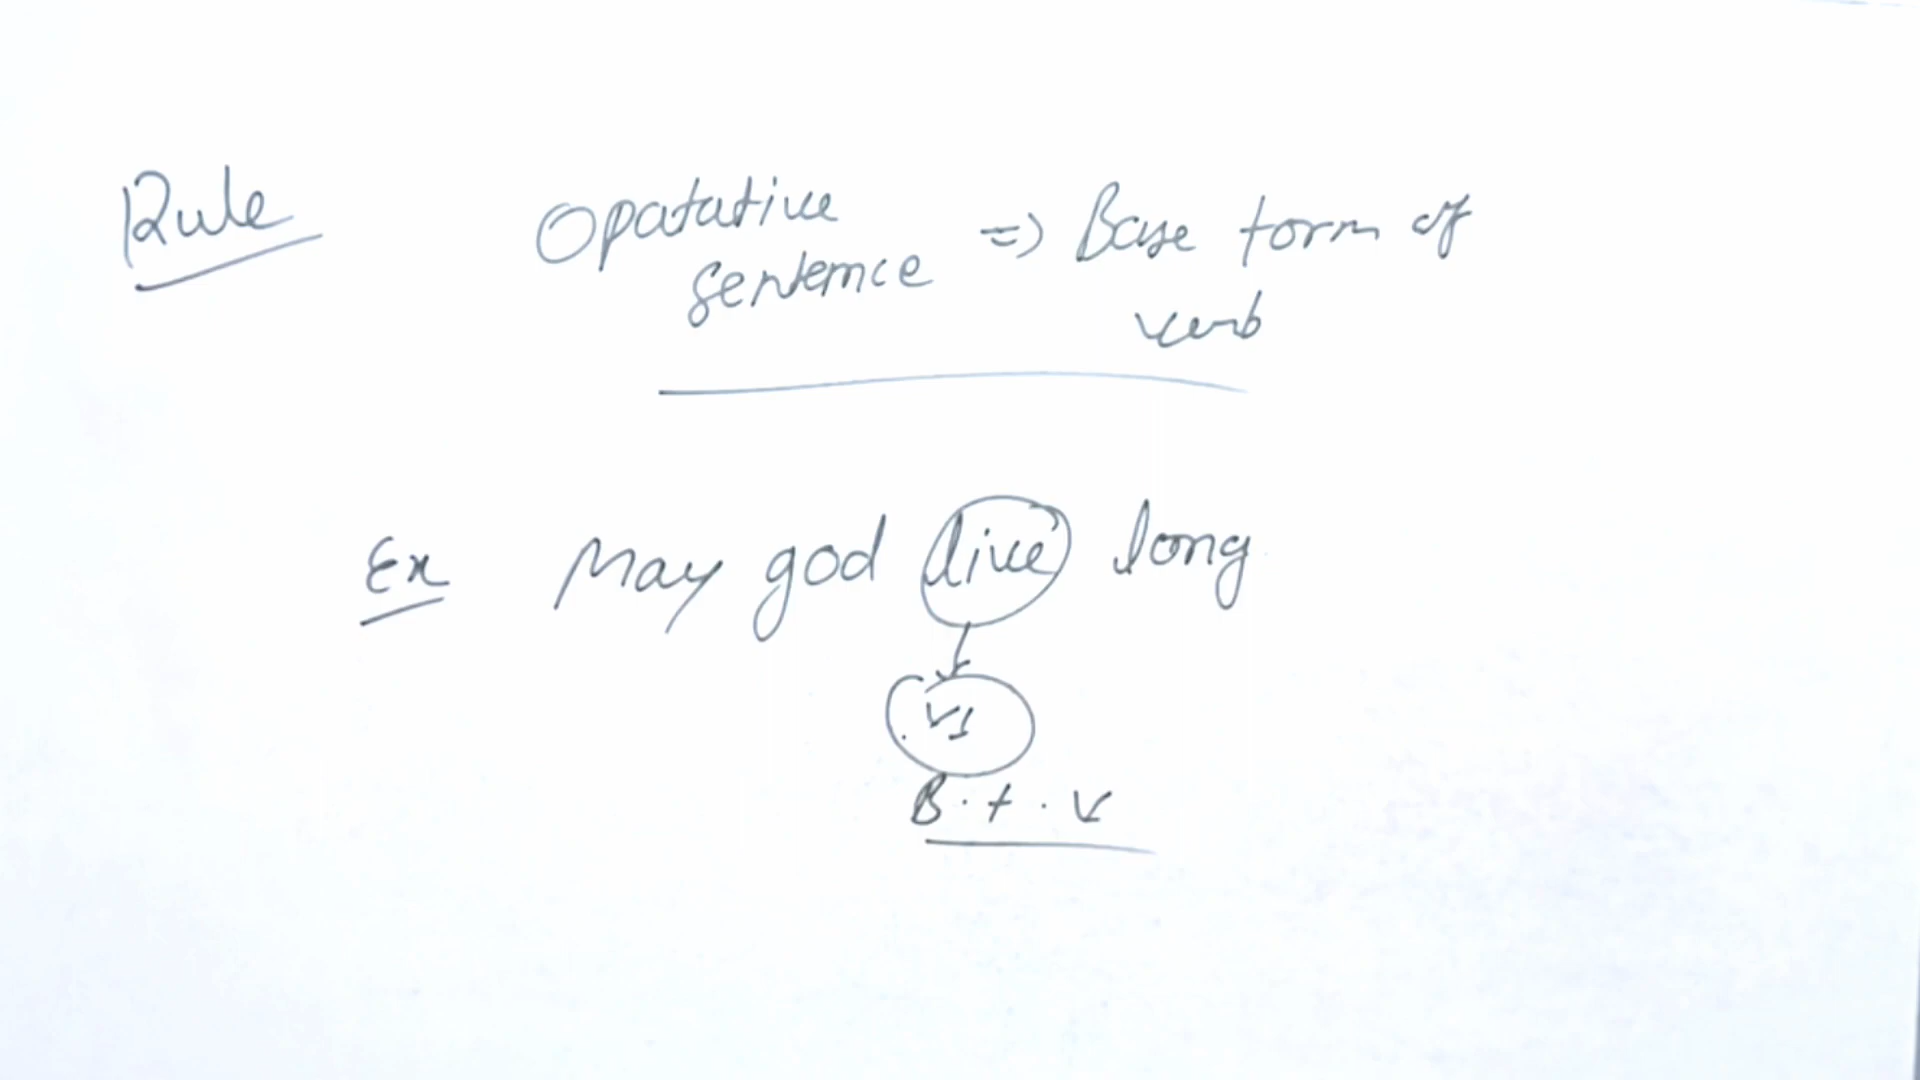 Rule
Opatative => Base form of
sentence verb
Ex May god live long
V1
B.f.v